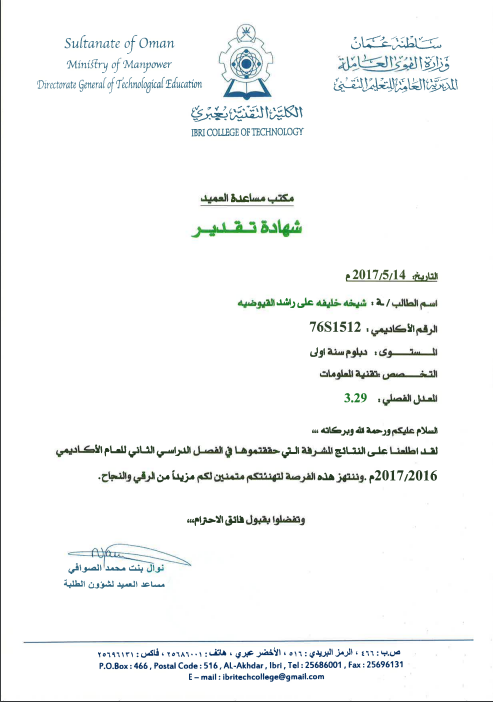 Sultanate of Oman
Ministry of Manpower
Directorate General of Technological Education
سلطنة عمان
وزارة القوى العاملة
المديرية العامة للتعليم التقني
الكلية التقنية بعبري
IBRI COLLEGE OF TECHNOLOGY
مكتب مساعدة العميد
شهادة تقدير
التاريخ: 2017/5/14 م
اسم الطالب/ـة : شيخه خليفه علي راشد القيوضيه
الرقم الأكاديمي: 76S1512
المستوى : دبلوم سنة اولى
التخصص :تقنية المعلومات
المعدل الفصلي : 3.29
السلام عليكم ورحمة الله وبركاته ،،،
لقد اطلعنا على النتائج المشرفة التي حققتموها في الفصل الدراسي الثاني للعام الأكاديمي
2017/2016م .وننتهز هذه الفرصة لتهنئتكم متمنين لكم مزيداً من الرقي والنجاح.
وتفضلوا بقبول فائق الاحترام،،،
نوال بنت محمد الصوافي
مساعد العميد لشؤون الطلبة
ص.ب : ٤٦٦ ، الرمز البريدي : ٥١٦ ، الأخضر عبري ، هاتف : ٢٥٦٨٦٠٠١ ، فاكس : ٢٥٦٩٦١٣١
P.O.Box : 466 , Postal Code : 516 , AL-Akhdar , Ibri , Tel : 25686001 , Fax : 25696131
E – mail : ibritechcollege@gmail.com